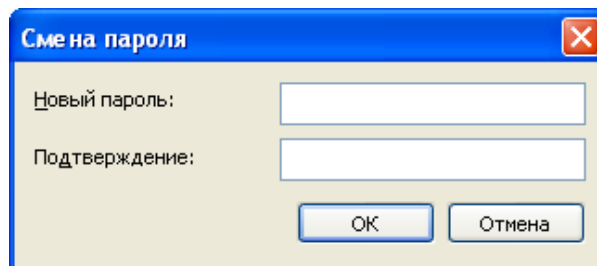 Смена пароля
Новый пароль:
Подтверждение:
ОК Отмена